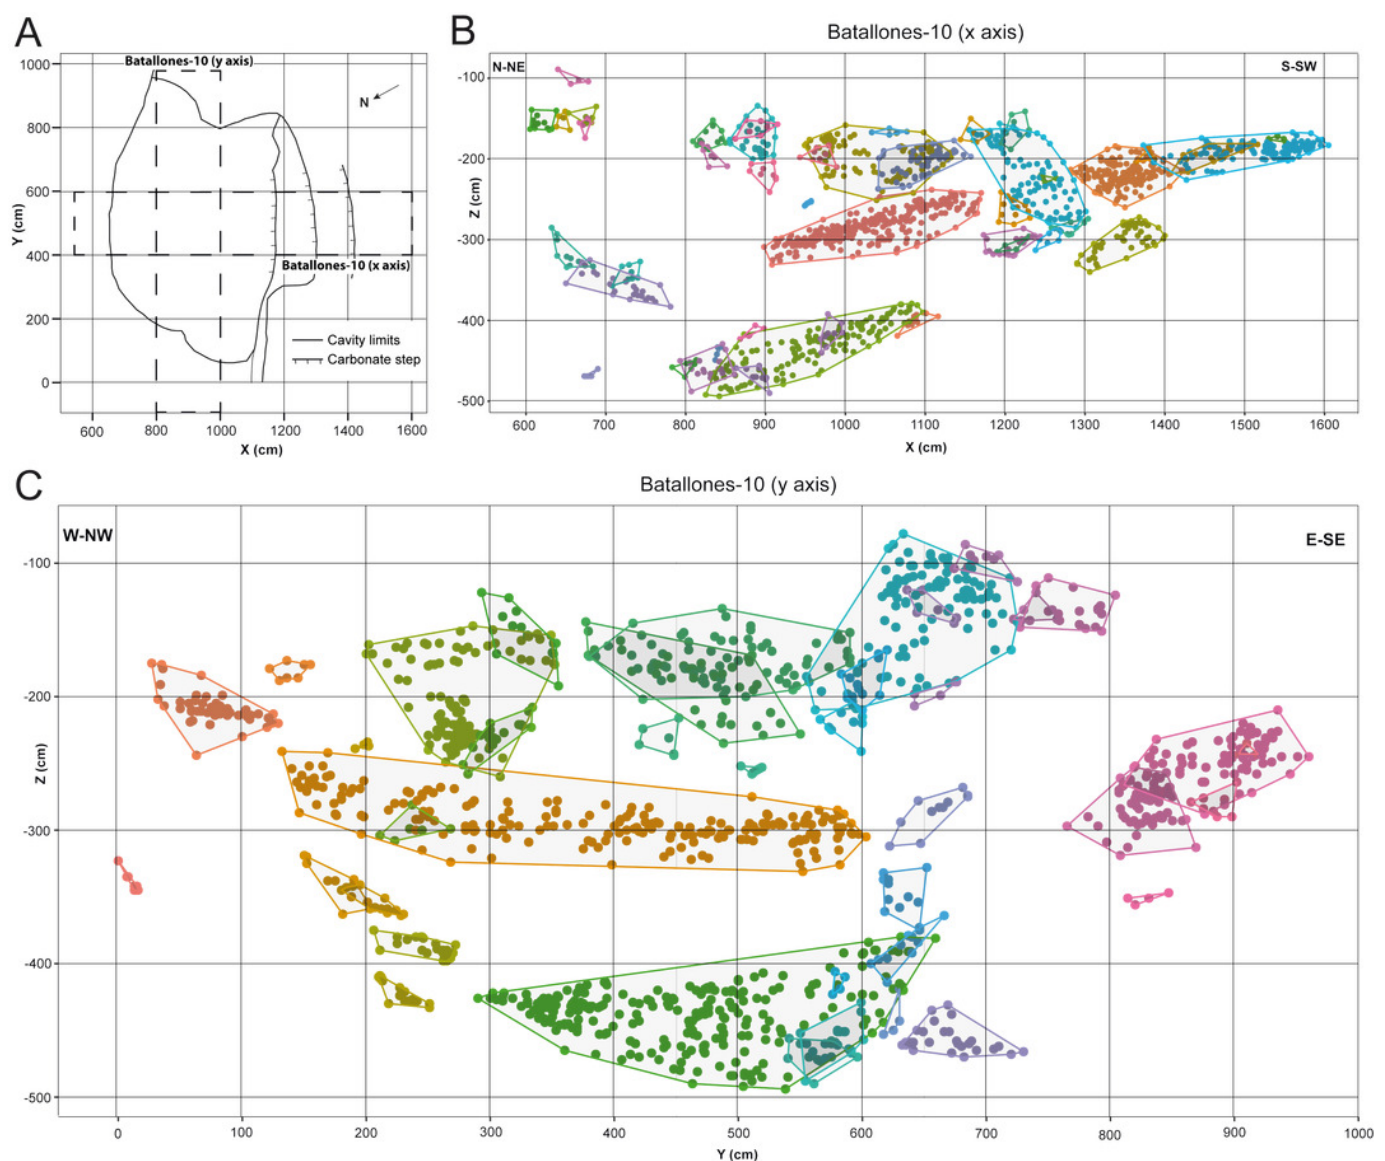 A
Batallones-10 (y axis)
1000
800
600
400
200
0
Y (cm)
N
Batallones-10 (x axis)
Cavity limits
Carbonate step
600 800 1000 1200 1400 1600
X (cm)
B
Batallones-10 (x axis)
N-NE
S-SW
-100
-200
-300
-400
-500
Z (cm)
600 700 800 900 1000 1100 1200 1300 1400 1500 1600
X (cm)
C
Batallones-10 (y axis)
W-NW
E-SE
-100
-200
-300
-400
-500
Z (cm)
0 100 200 300 400 500 600 700 800 900 1000
Y (cm)